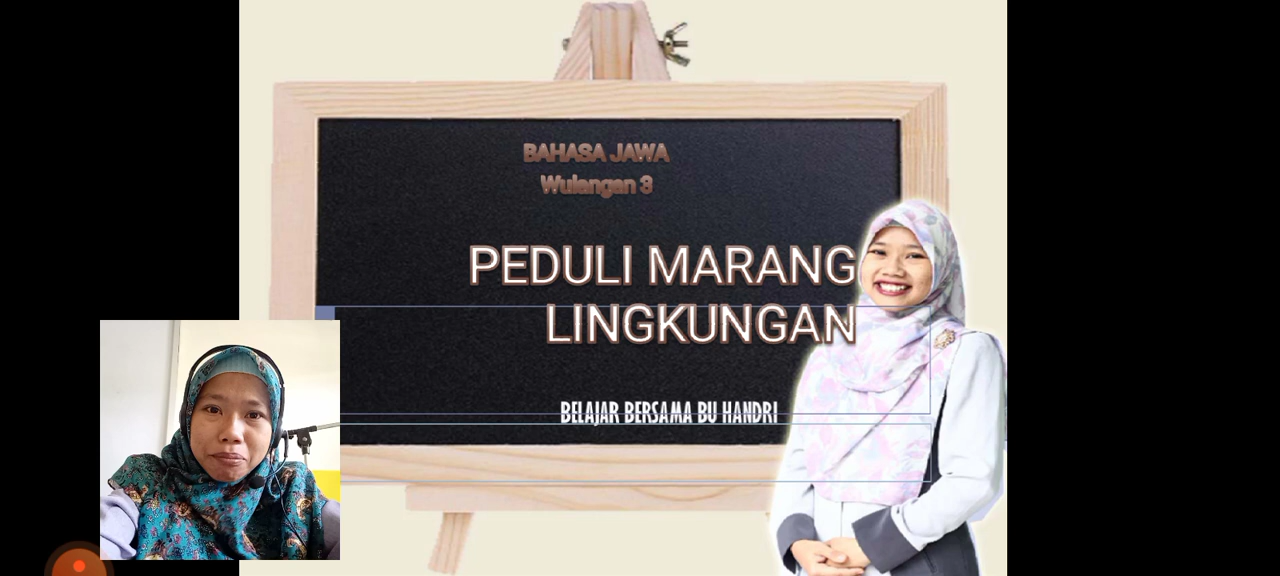 BAHASA JAWA
Wulangan 3
PEDULI MARANG
LINGKUNGAN
BELAJAR BERSAMA BU HANDRI